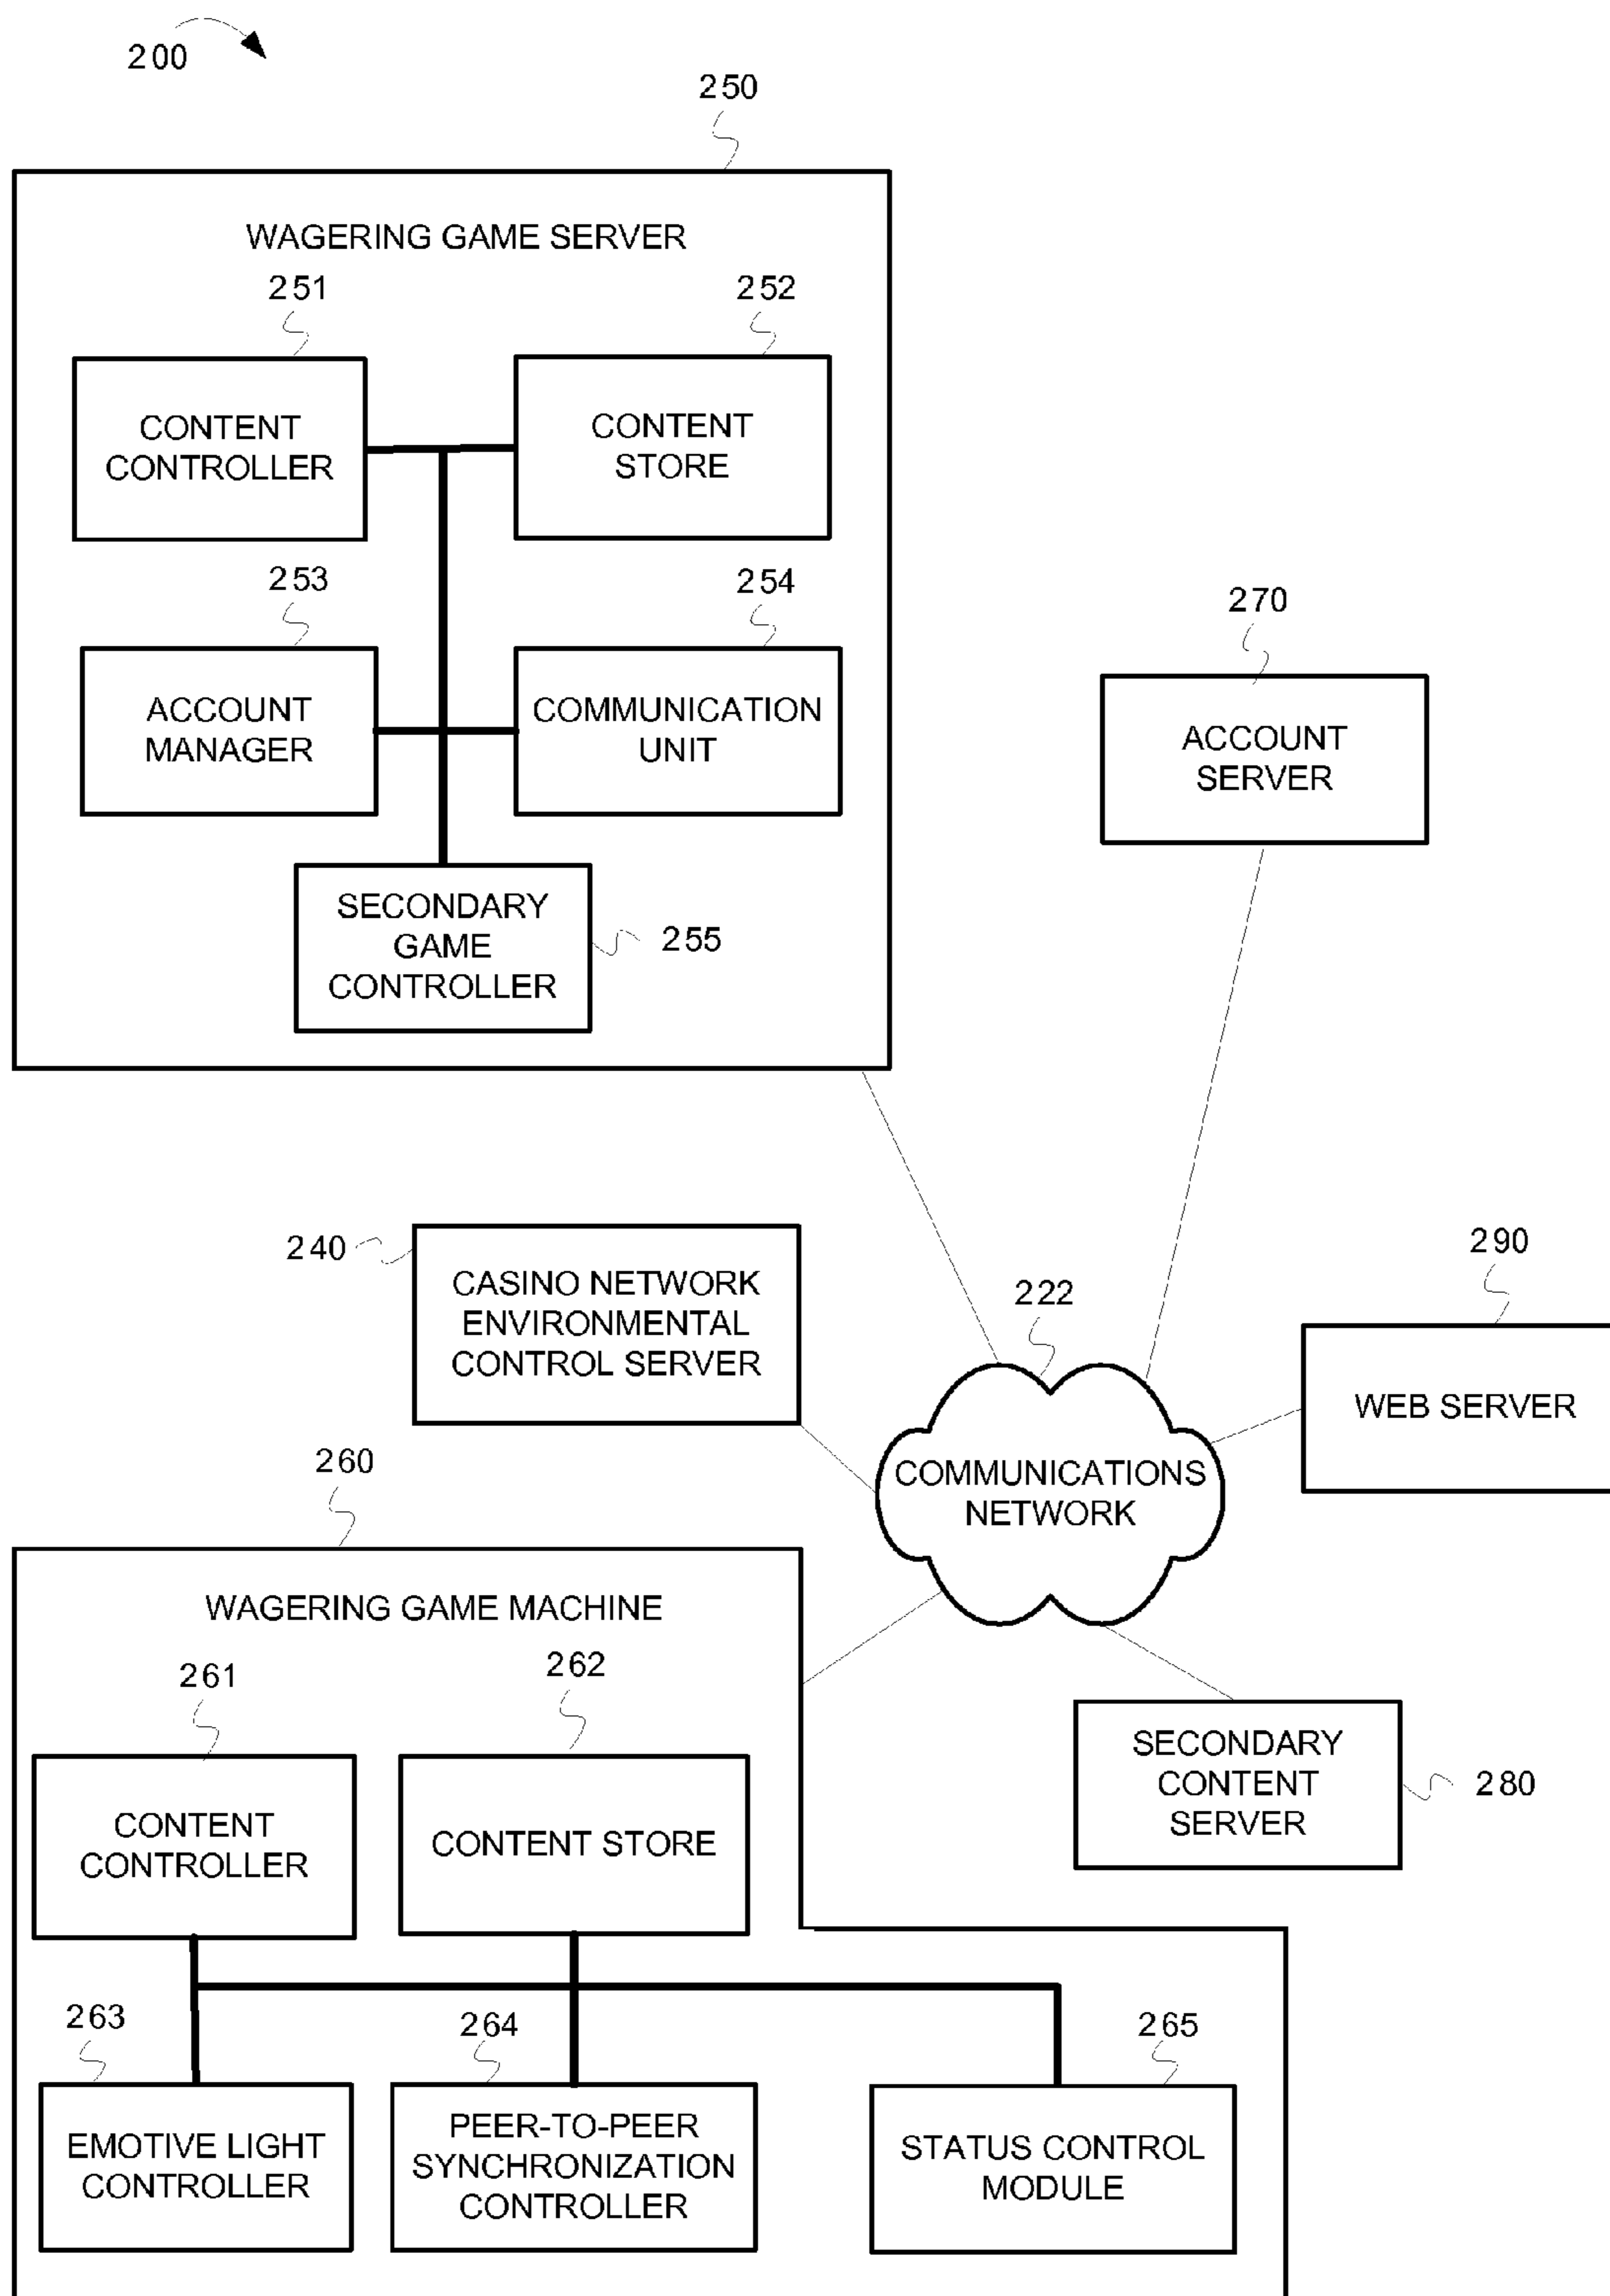 200
250
WAGERING GAME SERVER
251
252
CONTENT
CONTROLLER
CONTENT
STORE
253
254
ACCOUNT
MANAGER
COMMUNICATION
UNIT
SECONDARY
GAME
CONTROLLER
255
270
ACCOUNT
SERVER
240
CASINO NETWORK
ENVIRONMENTAL
CONTROL SERVER
222
COMMUNICATIONS
NETWORK
290
WEB SERVER
260
WAGERING GAME MACHINE
261
262
CONTENT
CONTROLLER
CONTENT STORE
SECONDARY
CONTENT
SERVER
280
263
264
265
EMOTIVE LIGHT
CONTROLLER
PEER-TO-PEER
SYNCHRONIZATION
CONTROLLER
STATUS CONTROL
MODULE